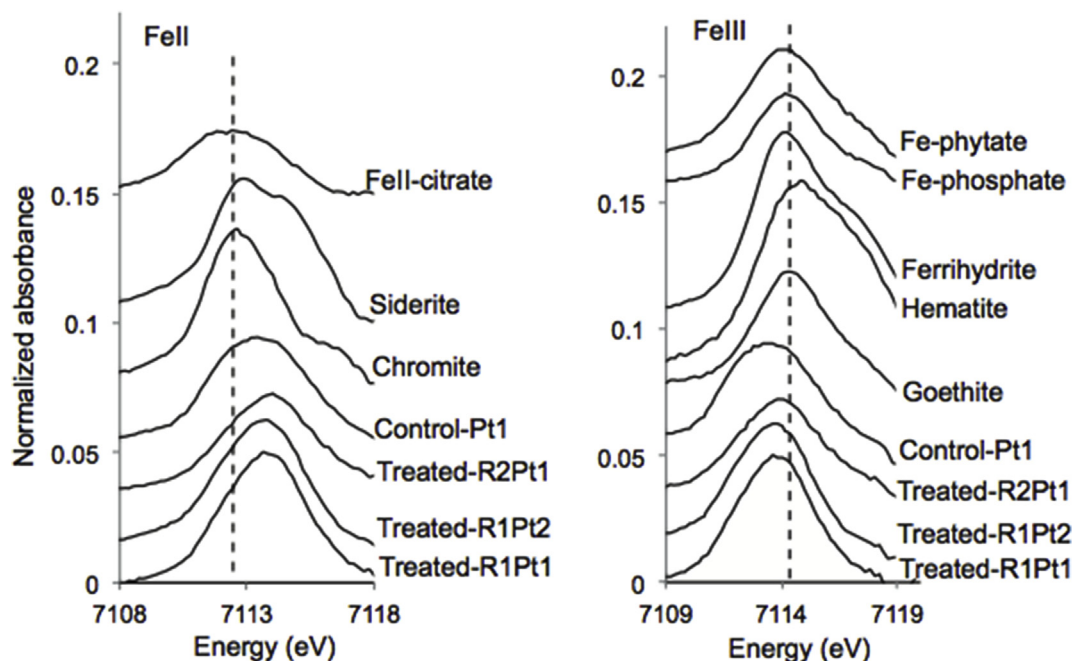 FeII
Normalized absorbance
0.2
0.15
0.1
0.05
0
FeII-citrate
Siderite
Chromite
Control-Pt1
Treated-R2Pt1
Treated-R1Pt2
Treated-R1Pt1
7108
7113
7118
Energy (eV)
FeIII
0.2
0.15
0.1
0.05
0
Fe-phytate
Fe-phosphate
Ferrihydrite
Hematite
Goethite
Control-Pt1
Treated-R2Pt1
Treated-R1Pt2
Treated-R1Pt1
7109
7114
7119
Energy (eV)